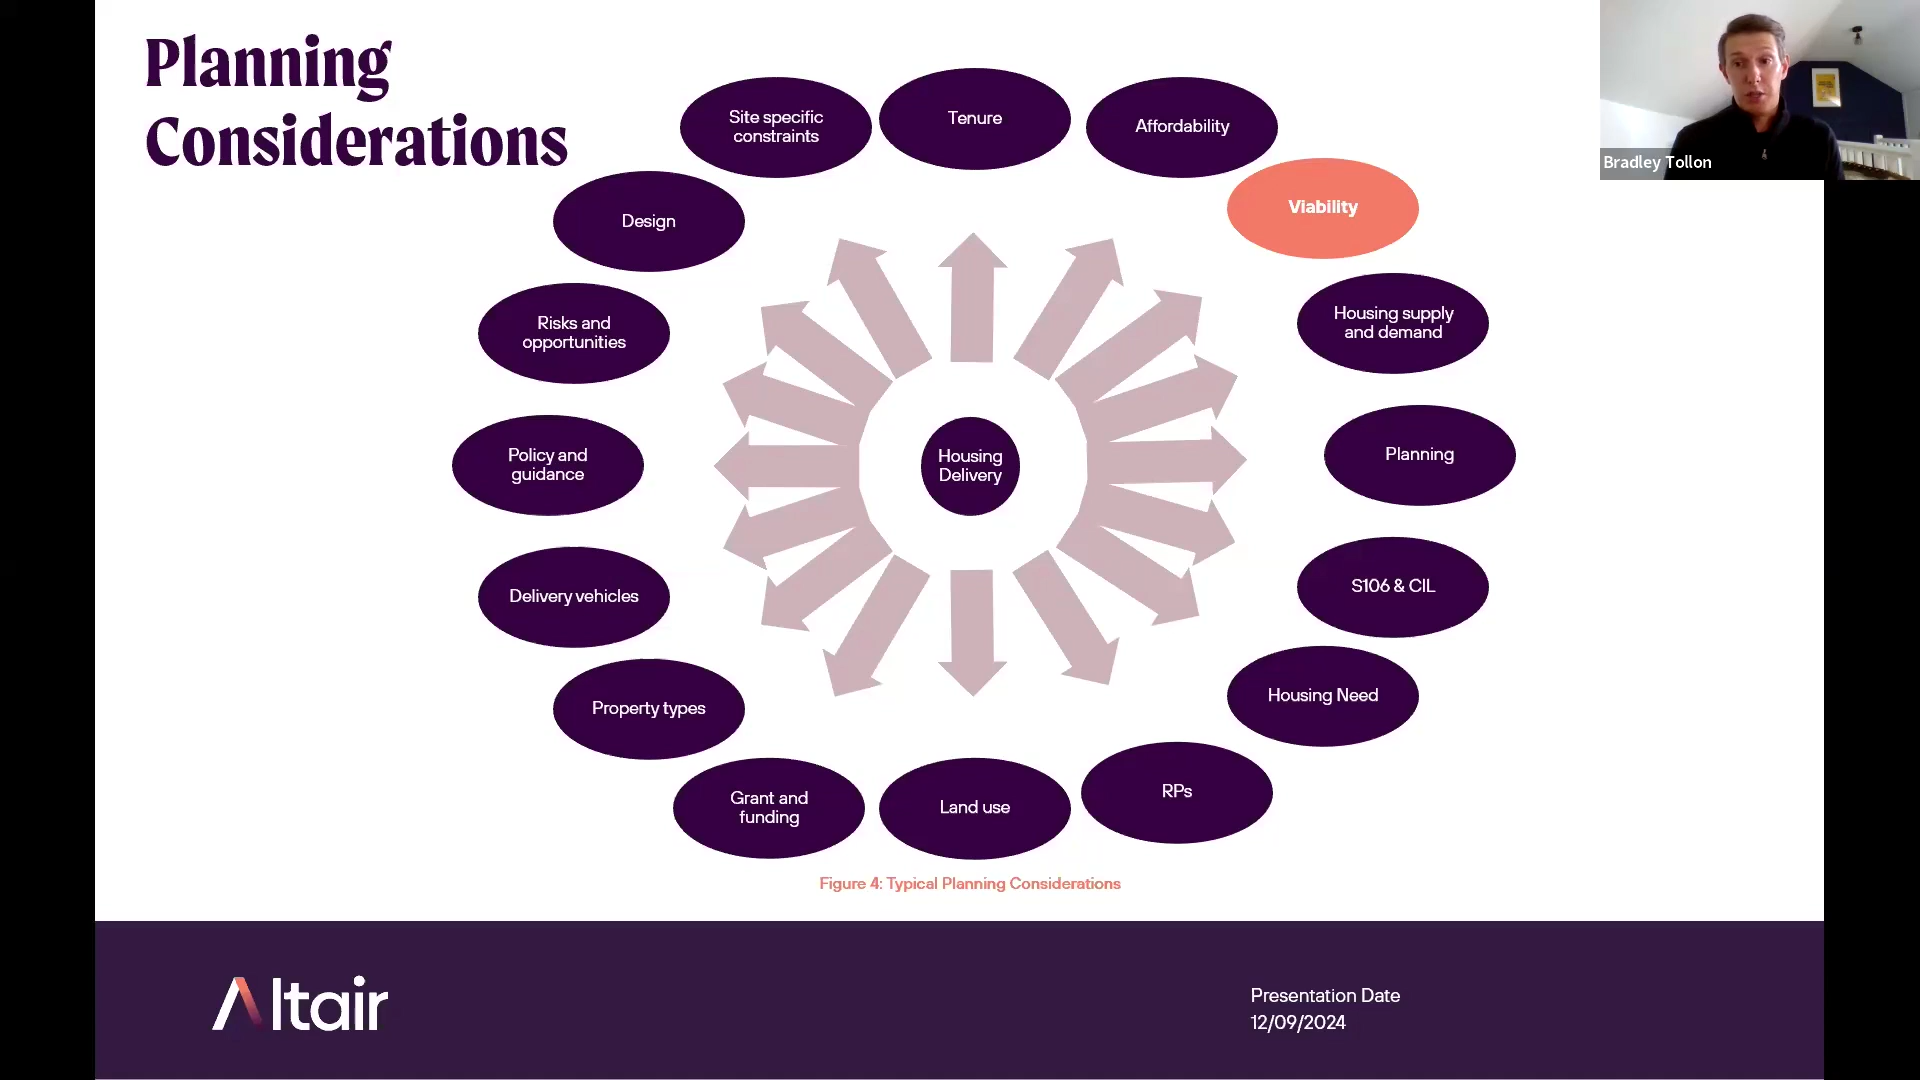 Planning
Considerations
Site specific
constraints
Tenure
Affordability
Viability
Design
Housing supply
and demand
Risks and
opportunities
Policy and
guidance
Housing
Delivery
Planning
Delivery vehicles
S106 & CIL
Property types
Housing Need
Grant and
funding
Land use
RPs
Figure 4: Typical Planning Considerations
Altair
Presentation Date
12/09/2024
Bradley Tollon